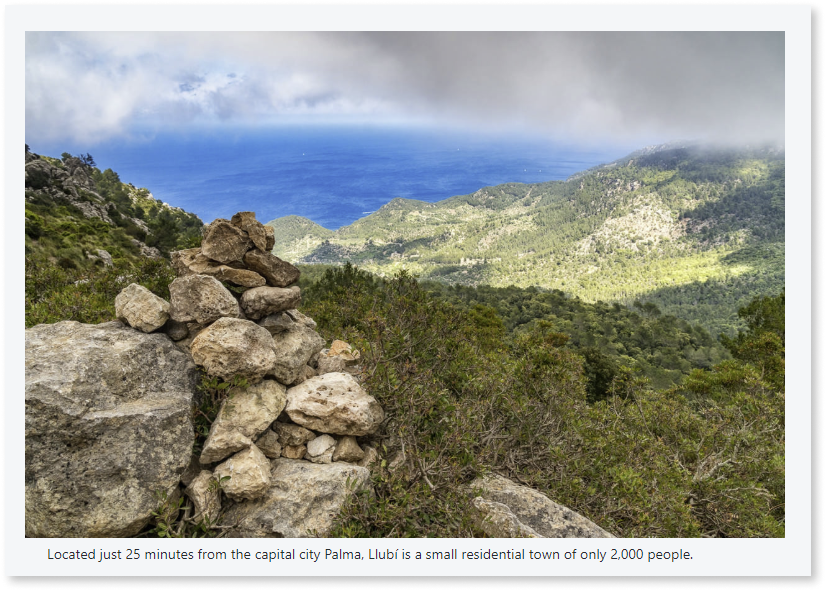 Located just 25 minutes from the capital city Palma, Llubí is a small residential town of only 2,000 people.